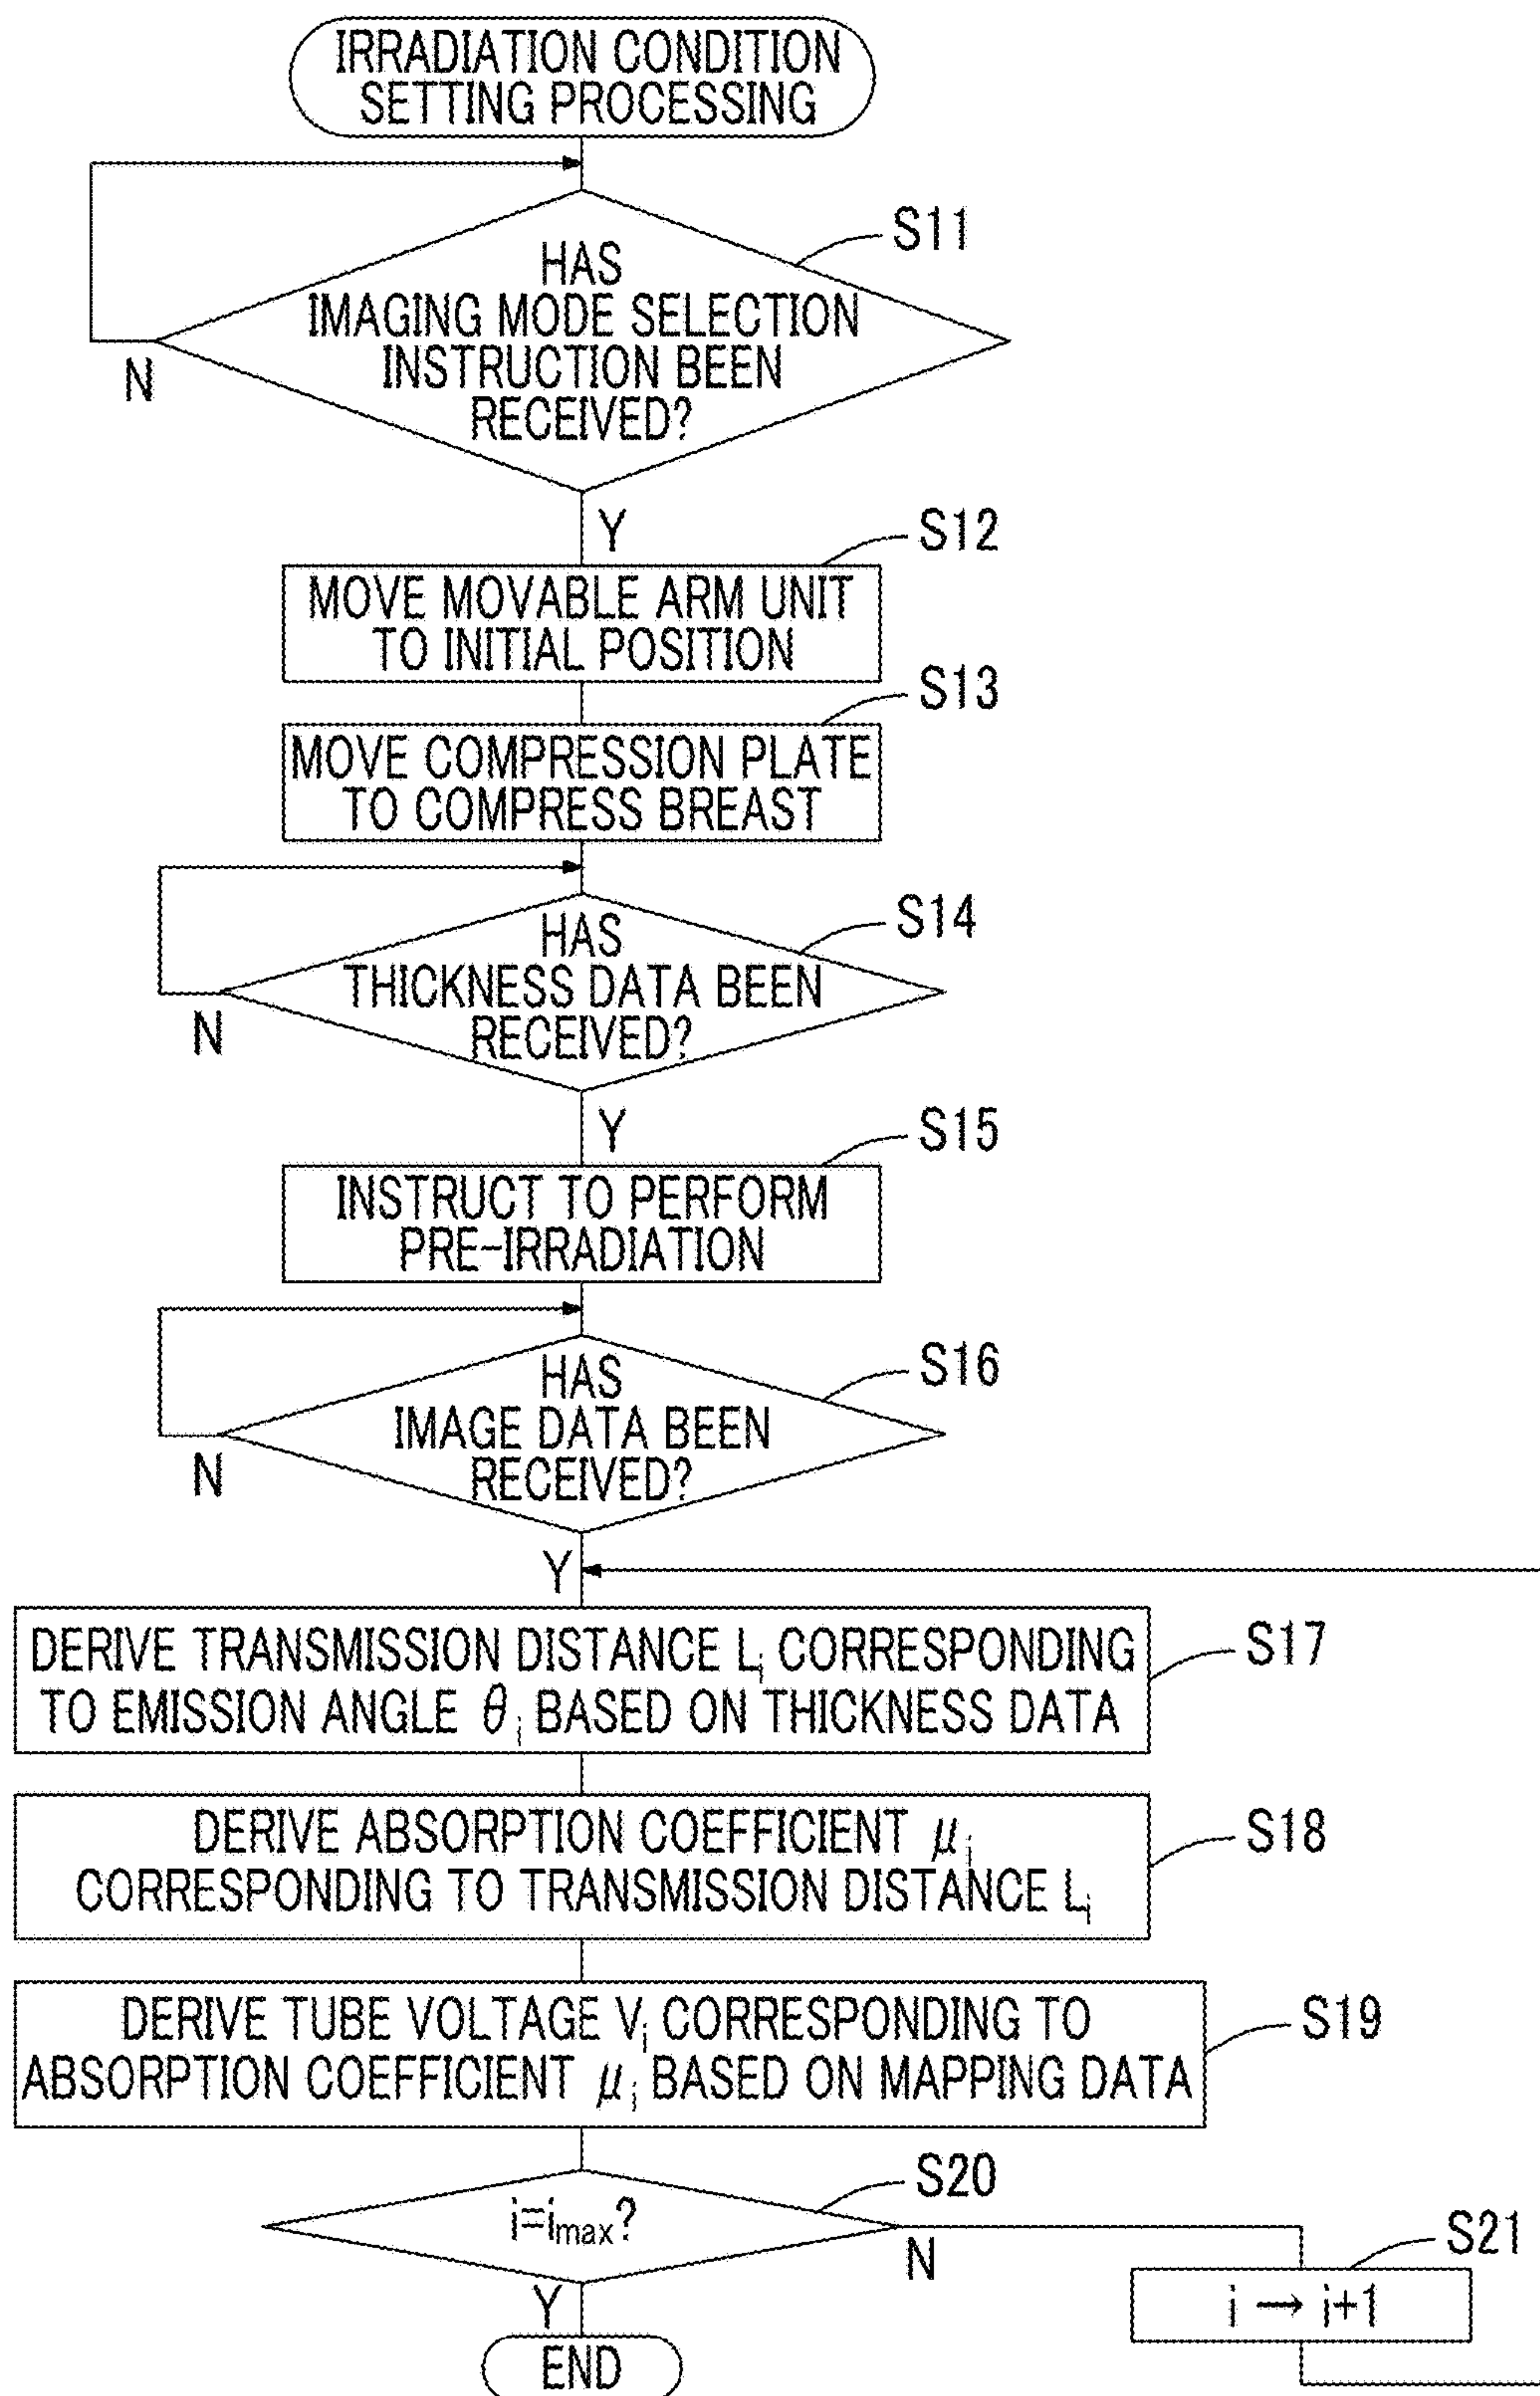 IRRADIATION CONDITION
SETTING PROCESSING
S11
HAS
IMAGING MODE SELECTION
INSTRUCTION BEEN
RECEIVED?
N
Y
S12
MOVE MOVABLE ARM UNIT
TO INITIAL POSITION
S13
MOVE COMPRESSION PLATE
TO COMPRESS BREAST
S14
HAS
THICKNESS DATA BEEN
RECEIVED?
N
Y
S15
INSTRUCT TO PERFORM
PRE-IRRADIATION
S16
HAS
IMAGE DATA BEEN
RECEIVED?
N
Y
S17
DERIVE TRANSMISSION DISTANCE Li CORRESPONDING
TO EMISSION ANGLE θi BASED ON THICKNESS DATA
S18
DERIVE ABSORPTION COEFFICIENT μi
CORRESPONDING TO TRANSMISSION DISTANCE Li
S19
DERIVE TUBE VOLTAGE Vi CORRESPONDING TO
ABSORPTION COEFFICIENT μi BASED ON MAPPING DATA
S20
i=imax?
N
S21
i → i+1
Y
END